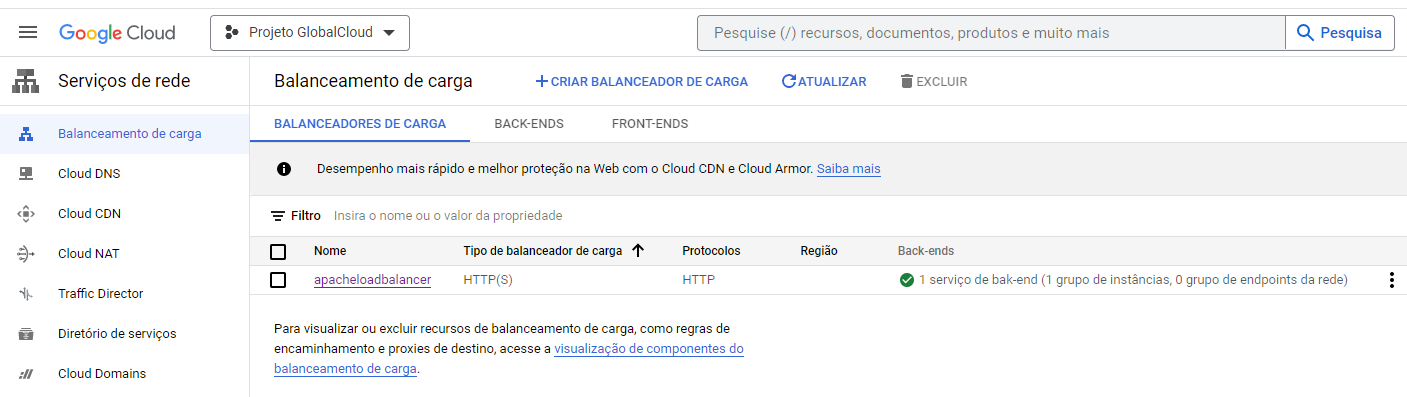 Google Cloud
Projeto GlobalCloud
Pesquise (/) recursos, documentos, produtos e muito mais
Pesquisa
Serviços de rede
Balanceamento de carga
CRIAR BALANCEADOR DE CARGA
ATUALIZAR
EXCLUIR
Balanceamento de carga
Cloud DNS
Cloud CDN
Cloud NAT
Traffic Director
Diretório de serviços
Cloud Domains
BALANCEADORES DE CARGA
BACK-ENDS
FRONT-ENDS
Desempenho mais rápido e melhor proteção na Web com o Cloud CDN e Cloud Armor. Saiba mais
Filtro Insira o nome ou o valor da propriedade
Nome Tipo de balanceador de carga Protocolos Região Back-ends
apacheloadbalancer HTTP(S) HTTP 1 serviço de bak-end (1 grupo de instâncias, 0 grupo de endpoints da rede)
Para visualizar ou excluir recursos de balanceamento de carga, como regras de
encaminhamento e proxies de destino, acesse a visualização de componentes do
balanceamento de carga.